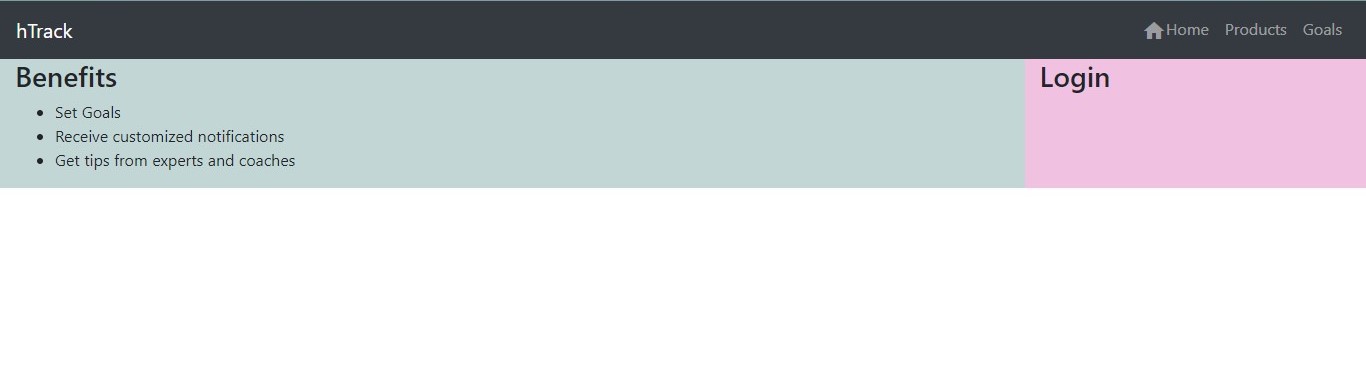 hTrack
Home Products Goals
Benefits
Login
Set Goals
Receive customized notifications
Get tips from experts and coaches